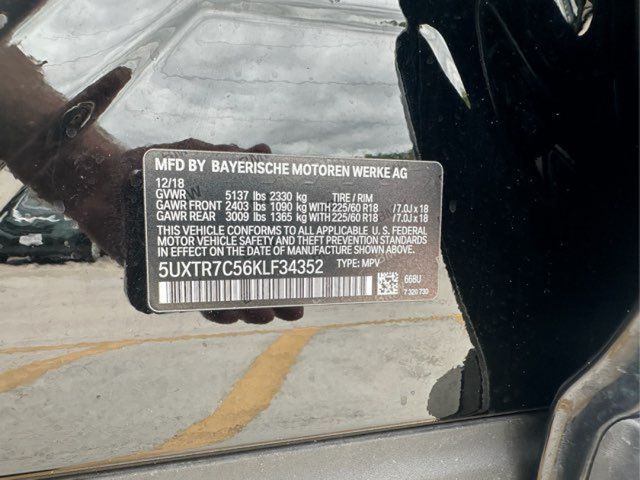 MFD BY BAYERISCHE MOTOREN WERKE AG
12/18
GVWR 5137 lbs 2330 kg TIRE / RIM
GAWR FRONT 2403 lbs 1090 kg WITH 225/60 R18 /7.0J x 18
GAWR REAR 3009 lbs 1365 kg WITH 225/60 R18 /7.0J x 18
THIS VEHICLE CONFORMS TO ALL APPLICABLE U. S. FEDERAL
MOTOR VEHICLE SAFETY AND THEFT PREVENTION STANDARDS
IN EFFECT ON THE DATE OF MANUFACTURE SHOWN ABOVE.
5UXTR7C56KLF34352 TYPE: MPV
668U
7 320 730